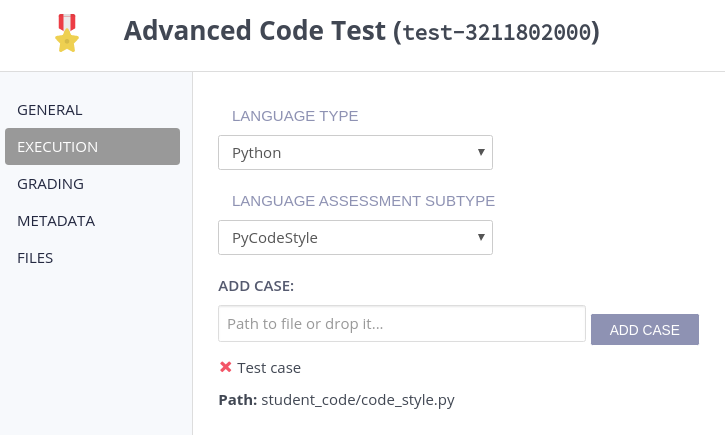 Advanced Code Test (test-3211802000)
GENERAL
EXECUTION
GRADING
METADATA
FILES
LANGUAGE TYPE
Python
LANGUAGE ASSESSMENT SUBTYPE
PyCodeStyle
ADD CASE:
Path to file or drop it...
ADD CASE
Test case
Path: student_code/code_style.py